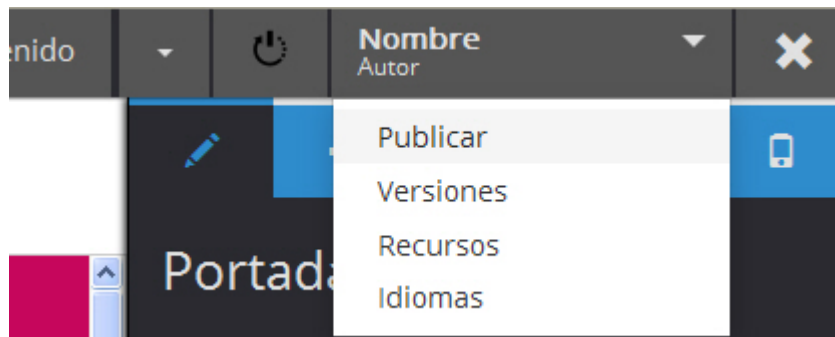 enido
Nombre
Autor
Publicar
Versiones
Recursos
Idiomas
Portada